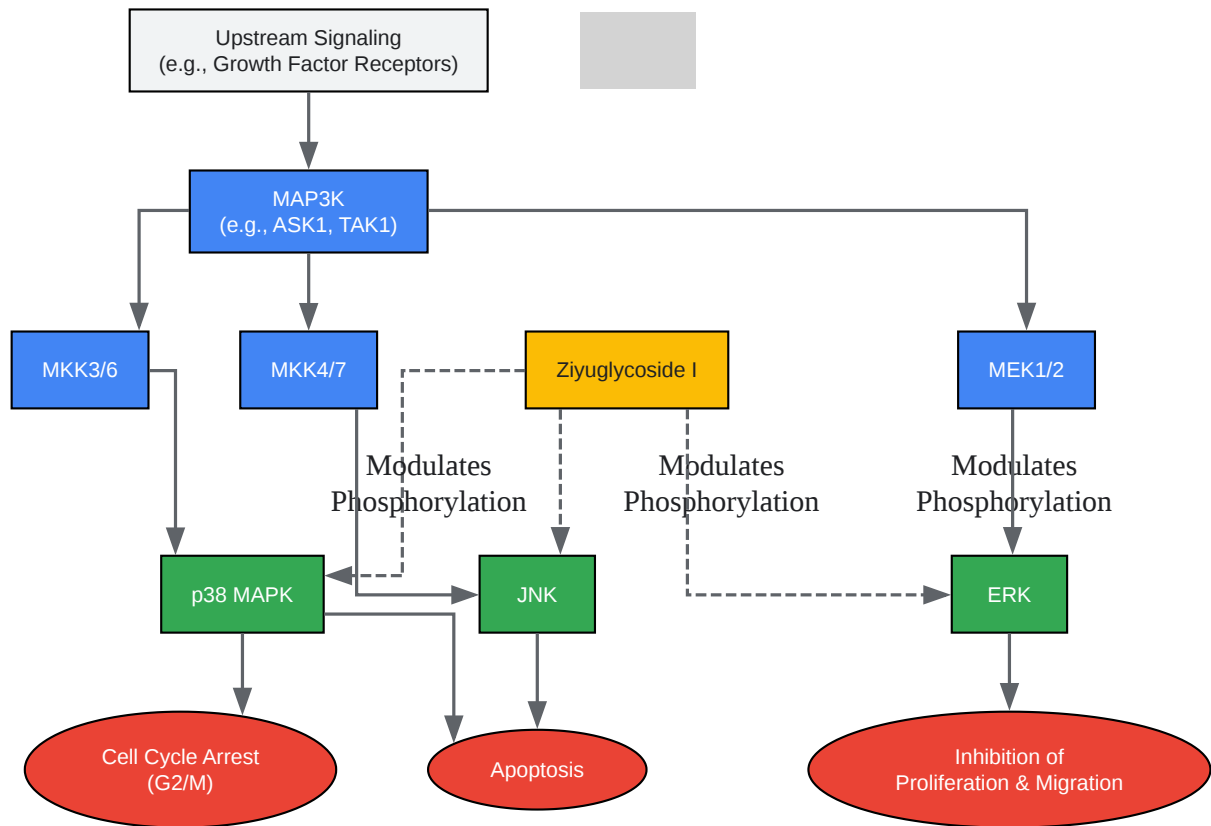 Upstream Signaling
(e.g., Growth Factor Receptors)
MAP3K
(e.g., ASK1, TAK1)
MKK3/6
MKK4/7
Ziyuglycoside I
MEK1/2
Modulates
Phosphorylation
Modulates
Phosphorylation
Modulates
Phosphorylation
p38 MAPK
JNK
ERK
Cell Cycle Arrest
(G2/M)
Apoptosis
Inhibition of
Proliferation & Migration